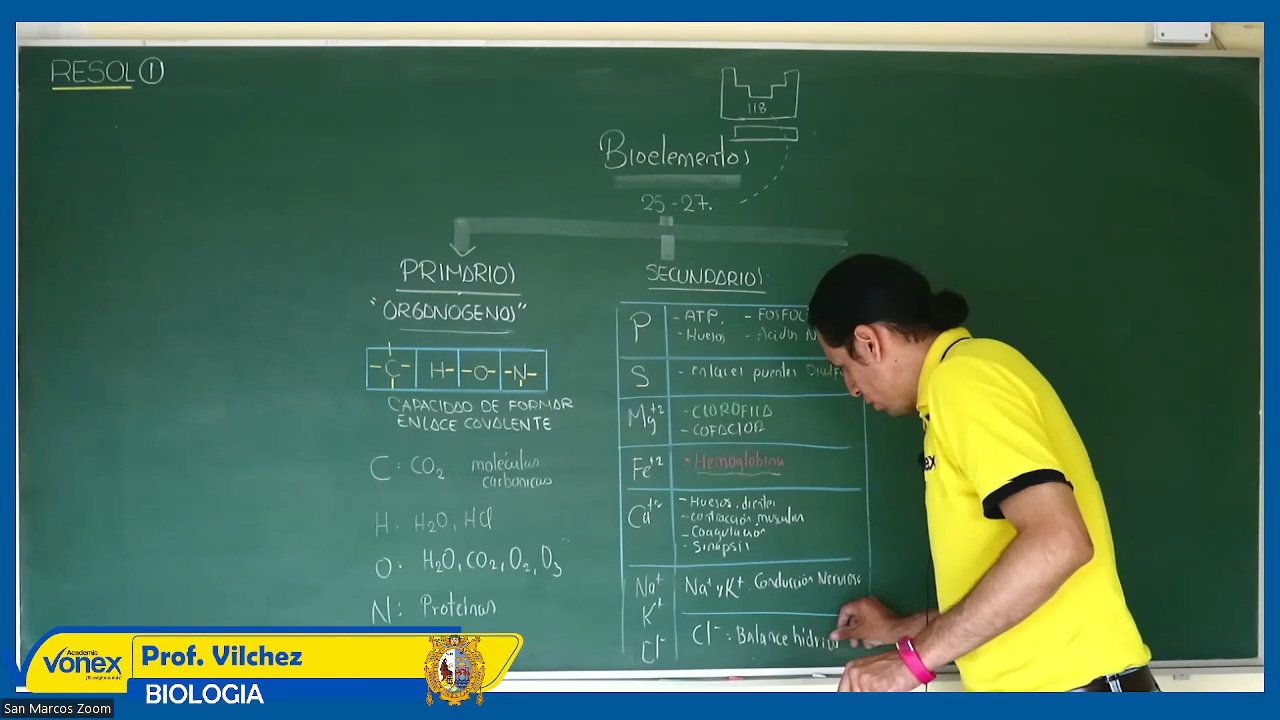 RESOL 1
118
Bioelementos
25-27.
PRIMARIOS
"ORGANÓGENOS"
C H O N
CAPACIDAD DE FORMAR
ENLACE COVALENTE
C: CO2 moléculas
carbonicas
H: H2O, HCl
O: H2O, CO2, O2, O3
N: Proteinas
SECUNDARIOS
P - ATP. - FOSFOL
- Huesos - Ácidos N
S - enlaces puentes Disulf
Mg+2 - CLOROFILA
- COFACTOR
Fe+2 Hemoglobina
Ca+2 - Huesos, dientes
- contracción muscular
- Coagulación
- Sinapsis
Na+ Na+ y K+. Conducción Nerviosa
K+
Cl- Cl- : Balance hídrico
Academia
VONEX
Prof. Vilchez
BIOLOGIA
San Marcos Zoom